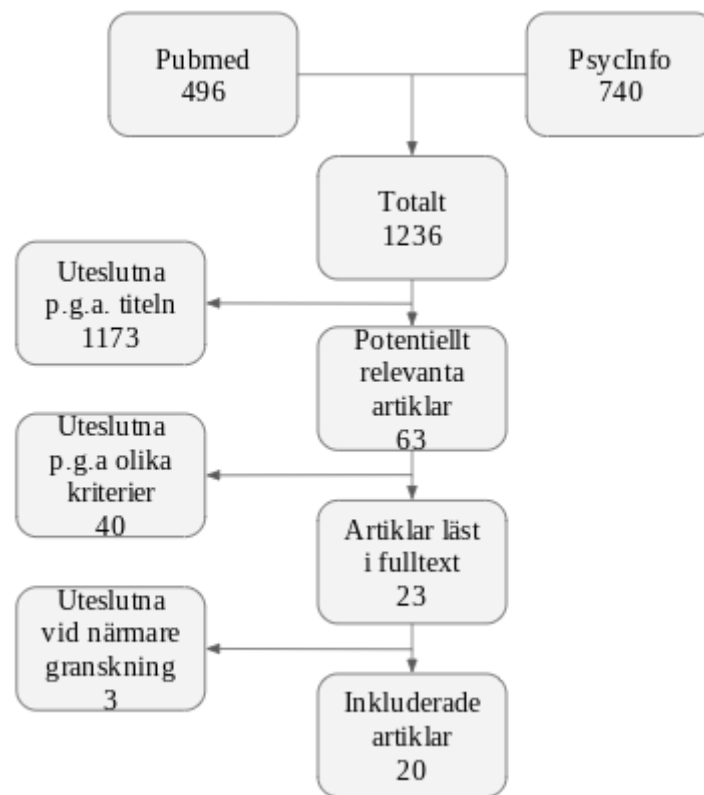 Pubmed
496
PsycInfo
740
Totalt
1236
Uteslutna
p.g.a. titeln
1173
Potentiellt
relevanta
artiklar
63
Uteslutna
p.g.a olika
kriterier
40
Artiklar läst
i fulltext
23
Uteslutna
vid närmare
granskning
3
Inkluderade
artiklar
20